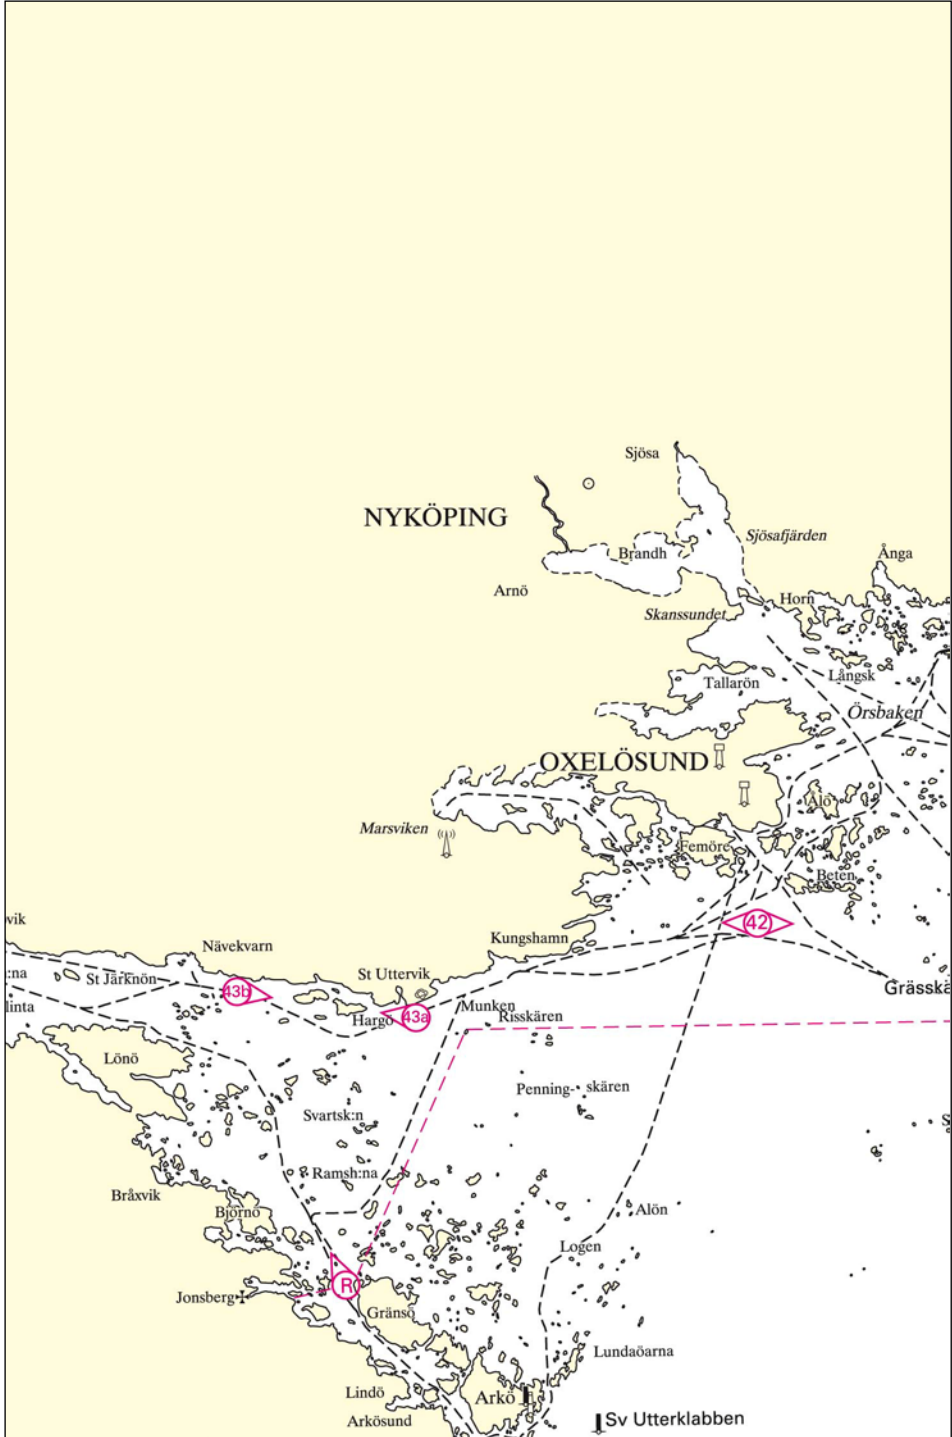 Sjösa
NYKÖPING
Sjösafjärden
Brandh
Ånga
Arnö
Horn
Skanssundet
Långsk
Tallarön
Örsbaken
OXELÖSUND
Ålö
Marsviken
Femöre
Beten
vik
42
Kungshamn
Nävekvarn
:na
St Järknön
St Uttervik
Grässkä
43b
linta
Munken
Hargö
43a
Risskären
Lönö
Penning- skären
Svartsk:n
S
Ramsh:na
Bråxvik
Björnö
Alön
Logen
R
Jonsberg
Gränsö
Lundaöarna
Lindö
Arkö
Arkösund
Sv Utterklabben